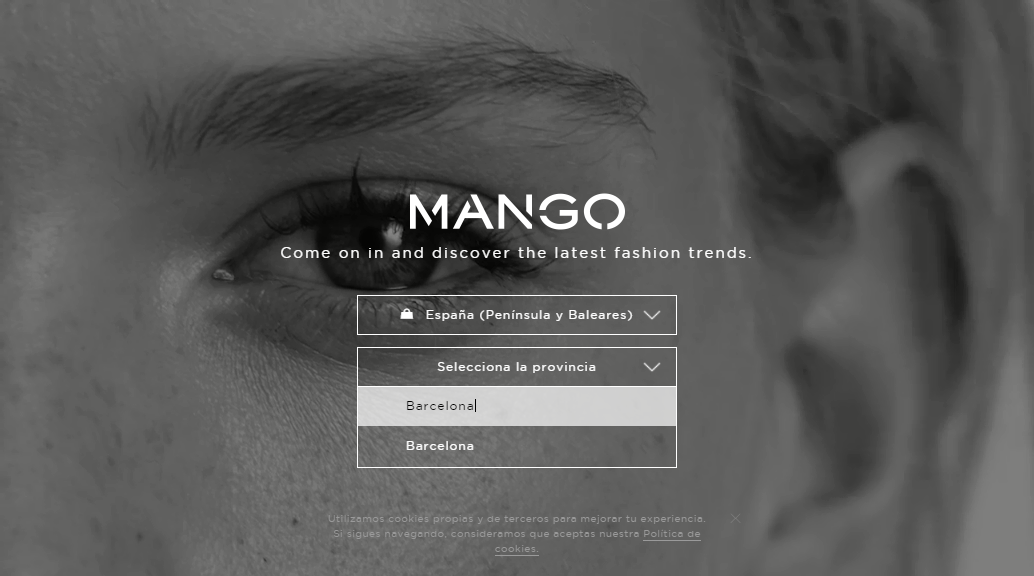 MANGO
Come on in and discover the latest fashion trends.
España (Península y Baleares)
Selecciona la provincia
Barcelona
Barcelona
Utilizamos cookies propias y de terceros para mejorar tu experiencia.
Si sigues navegando, consideramos que aceptas nuestra Política de
cookies.